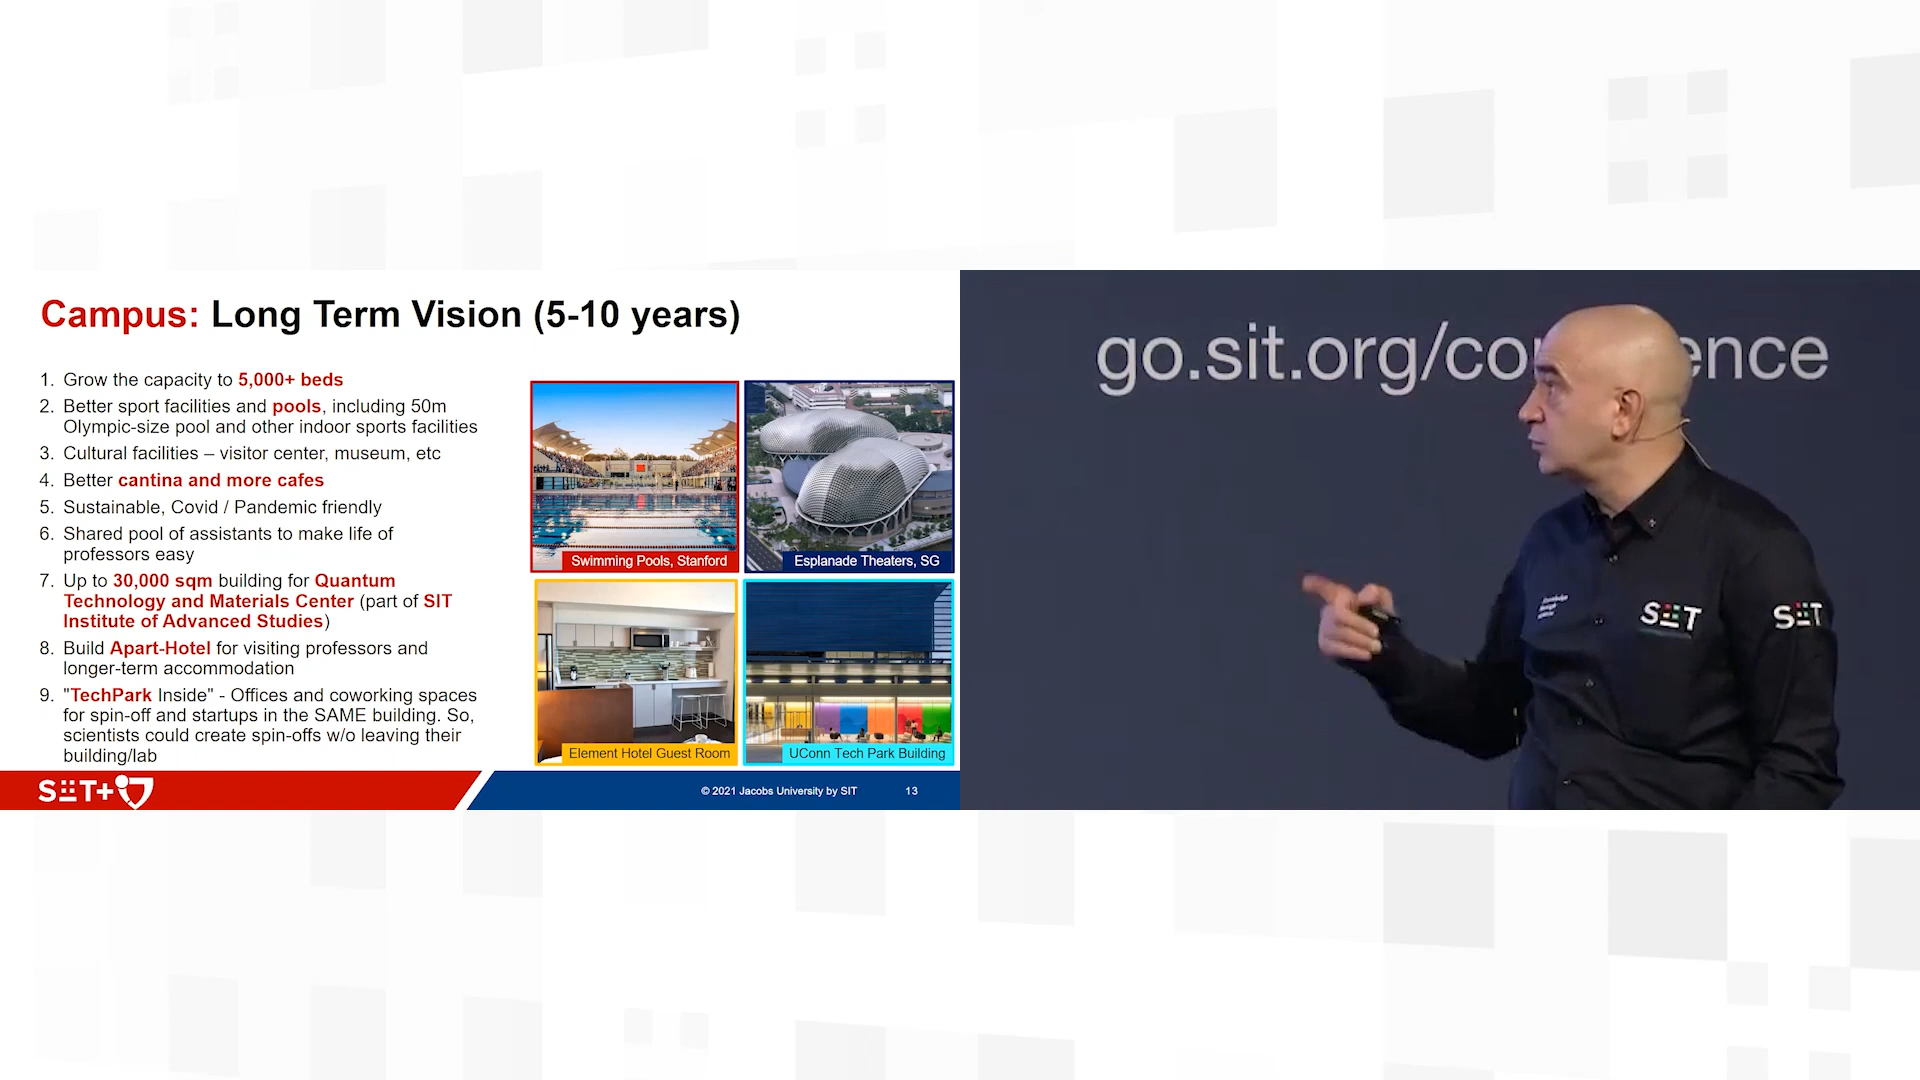 Campus: Long Term Vision (5-10 years)
1. Grow the capacity to 5,000+ beds
2. Better sport facilities and pools, including 50m
Olympic-size pool and other indoor sports facilities
3. Cultural facilities – visitor center, museum, etc
4. Better cantina and more cafes
5. Sustainable, Covid / Pandemic friendly
6. Shared pool of assistants to make life of
professors easy
7. Up to 30,000 sqm building for Quantum
Technology and Materials Center (part of SIT
Institute of Advanced Studies)
8. Build Apart-Hotel for visiting professors and
longer-term accommodation
9. "TechPark Inside" - Offices and coworking spaces
for spin-off and startups in the SAME building. So,
scientists could create spin-offs w/o leaving their
building/lab
Swimming Pools, Stanford
Esplanade Theaters, SG
Element Hotel Guest Room
UConn Tech Park Building
SIT+
© 2021 Jacobs University by SIT
13
go.sit.org/co
ence
SIT
SIT